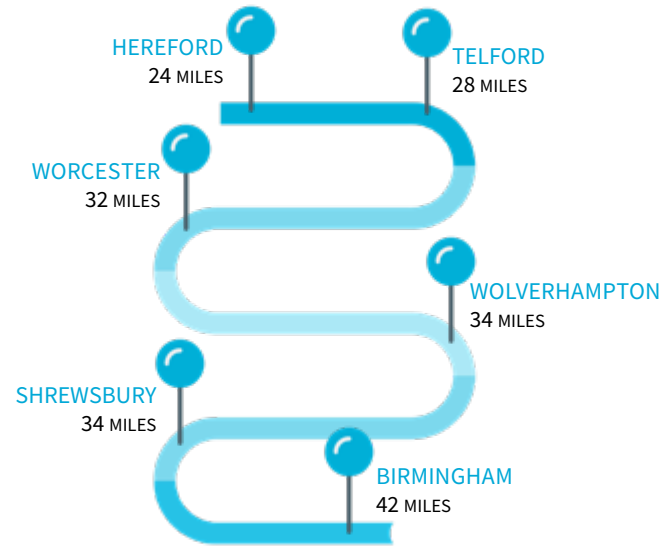 HEREFORD
24 MILES
TELFORD
28 MILES
WORCESTER
32 MILES
WOLVERHAMPTON
34 MILES
SHREWSBURY
34 MILES
BIRMINGHAM
42 MILES